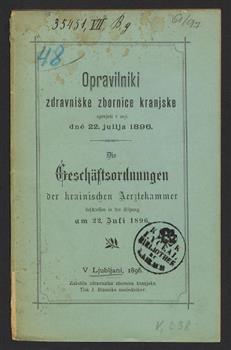 35451, VII. B g
48
Opravilniki
zdravniške zbornice kranjske
sprejeti v seji
dné 22. julija 1896.
Die
Geschäftsordnungen
der krainischen Aerztekammer
beschlossen in der Sitzung
am 22. Juli 1896.
V Ljubljani, 1896.
Založila zdravniška zbornica kranjska.
Tisk J. Blasnika naslednikov.